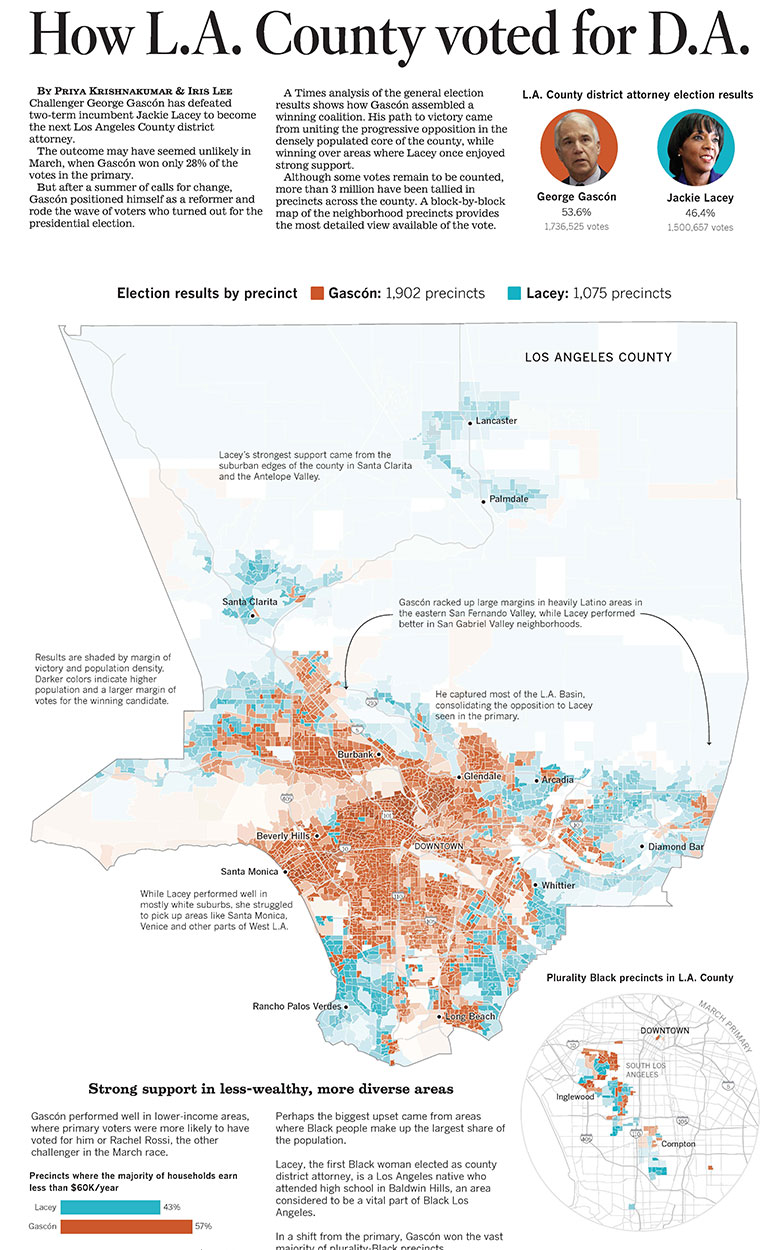 How L.A. County voted for D.A.
BY PRIYA KRISHNAKUMAR & IRIS LEE
Challenger George Gascón has defeated
two-term incumbent Jackie Lacey to become
the next Los Angeles County district
attorney.
The outcome may have seemed unlikely in
March, when Gascón won only 28% of the
votes in the primary.
But after a summer of calls for change,
Gascón positioned himself as a reformer and
rode the wave of voters who turned out for the
presidential election.
A Times analysis of the general election
results shows how Gascón assembled a
winning coalition. His path to victory came
from uniting the progressive opposition in the
densely populated core of the county, while
winning over areas where Lacey once enjoyed
strong support.
Although some votes remain to be counted,
more than 3 million have been tallied in
precincts across the county. A block-by-block
map of the neighborhood precincts provides
the most detailed view available of the vote.
L.A. County district attorney election results
George Gascón
53.6%
1,736,525 votes
Jackie Lacey
46.4%
1,500,657 votes
Election results by precinct Gascón: 1,902 precincts Lacey: 1,075 precincts
LOS ANGELES COUNTY
Lancaster
Lacey's strongest support came from the
suburban edges of the county in Santa Clarita
and the Antelope Valley.
Palmdale
Santa Clarita
Gascón racked up large margins in heavily Latino areas in
the eastern San Fernando Valley, while Lacey performed
better in San Gabriel Valley neighborhoods.
Results are shaded by margin of
victory and population density.
Darker colors indicate higher
population and a larger margin of
votes for the winning candidate.
He captured most of the L.A. Basin,
consolidating the opposition to Lacey
seen in the primary.
210
5
Burbank
Glendale
Arcadia
405
101
10
Beverly Hills
10
DOWNTOWN
Diamond Bar
Santa Monica
Whittier
While Lacey performed well in
mostly white suburbs, she struggled
to pick up areas like Santa Monica,
Venice and other parts of West L.A.
110
Rancho Palos Verdes
Long Beach
Plurality Black precincts in L.A. County
MARCH PRIMARY
DOWNTOWN
10
SOUTH LOS
ANGELES
5
Inglewood
105
405
110
Compton
Strong support in less-wealthy, more diverse areas
Gascón performed well in lower-income areas,
where primary voters were more likely to have
voted for him or Rachel Rossi, the other
challenger in the March race.
Precincts where the majority of households earn
less than $60K/year
Lacey 43%
Gascón 57%
Perhaps the biggest upset came from areas
where Black people make up the largest share of
the population.
Lacey, the first Black woman elected as county
district attorney, is a Los Angeles native who
attended high school in Baldwin Hills, an area
considered to be a vital part of Black Los
Angeles.
In a shift from the primary, Gascón won the vast
majority of plurality-Black precincts